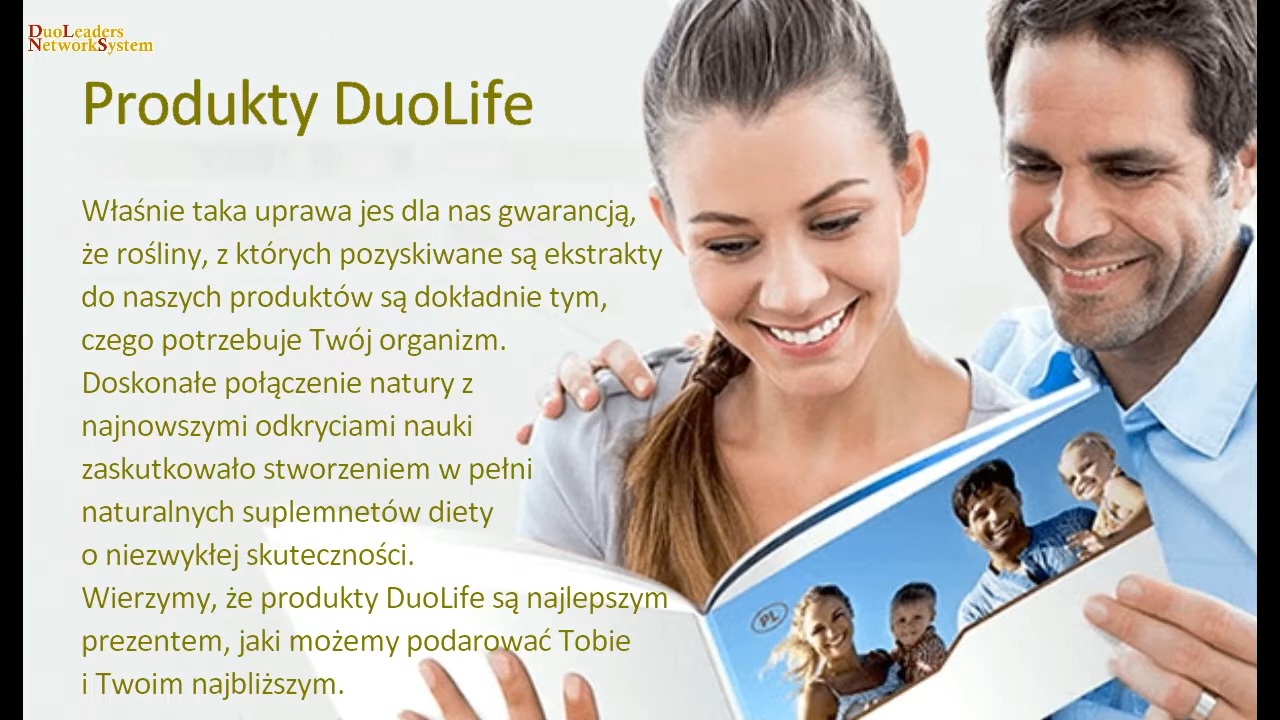 DuoLeaders
NetworkSystem
Produkty DuoLife
Właśnie taka uprawa jes dla nas gwarancją,
że rośliny, z których pozyskiwane są ekstrakty
do naszych produktów są dokładnie tym,
czego potrzebuje Twój organizm.
Doskonałe połączenie natury z
najnowszymi odkryciami nauki
zaskutkowało stworzeniem w pełni
naturalnych suplemnetów diety
o niezwykłej skuteczności.
Wierzymy, że produkty DuoLife są najlepszym
prezentem, jaki możemy podarować Tobie
i Twoim najbliższym.
PL